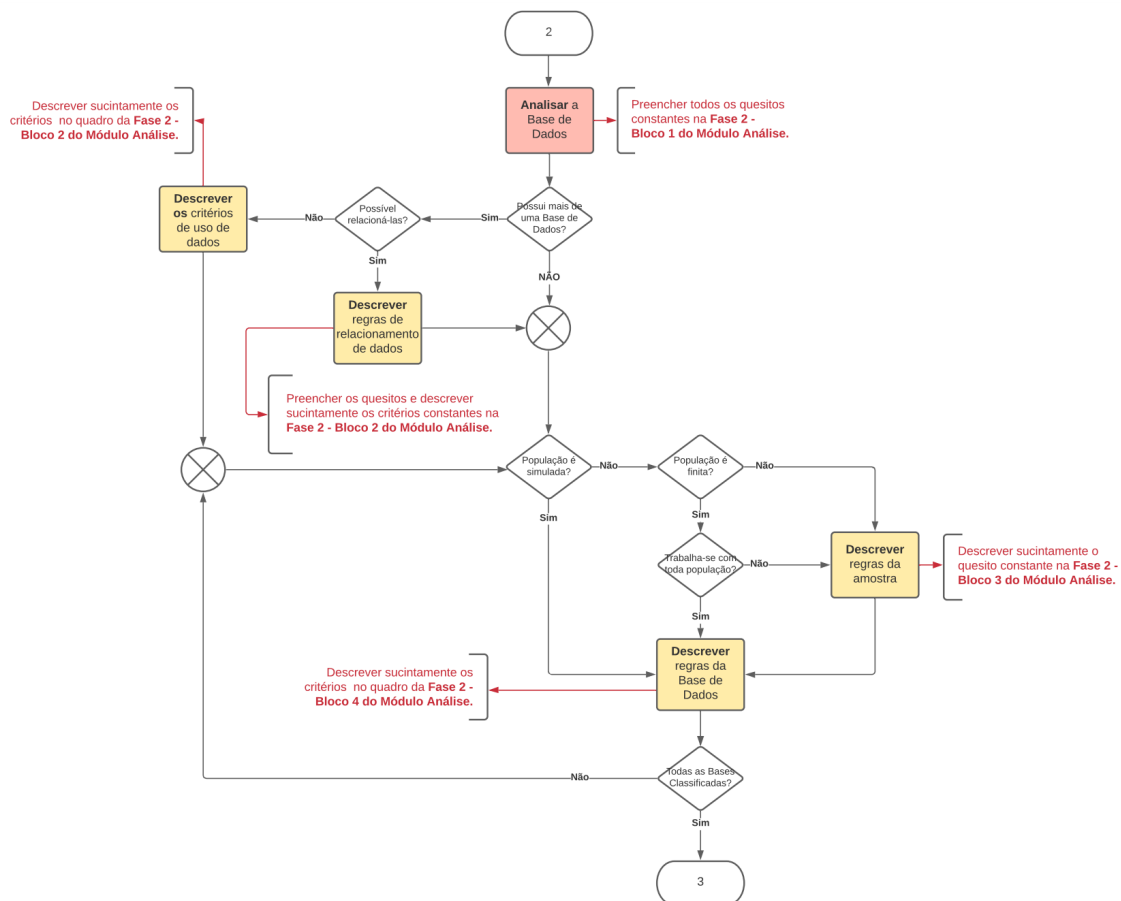 2
Analisar a
Base de
Dados
Preencher todos os quesitos
constantes na Fase 2 -
Bloco 1 do Módulo Análise.
Descrever sucintamente os
critérios  no quadro da Fase 2 -
Bloco 2 do Módulo Análise.
Descrever
os critérios
de uso de
dados
Não
Possível
relacioná-las?
Sim
Possui mais de
uma Base de
Dados?
Sim
NÃO
Descrever
regras de
relacionamento
de dados
Preencher os quesitos e descrever
sucintamente os critérios constantes na
Fase 2 - Bloco 2 do Módulo Análise.
População é
simulada?
Não
População é
finita?
Não
Sim
Sim
Trabalha-se com
toda população?
Não
Descrever
regras da
amostra
Descrever sucintamente o
quesito constante na Fase 2 -
Bloco 3 do Módulo Análise.
Sim
Descrever
regras da
Base de
Dados
Descrever sucintamente os
critérios  no quadro da Fase 2 -
Bloco 4 do Módulo Análise.
Todas as Bases
Classificadas?
Não
Sim
3